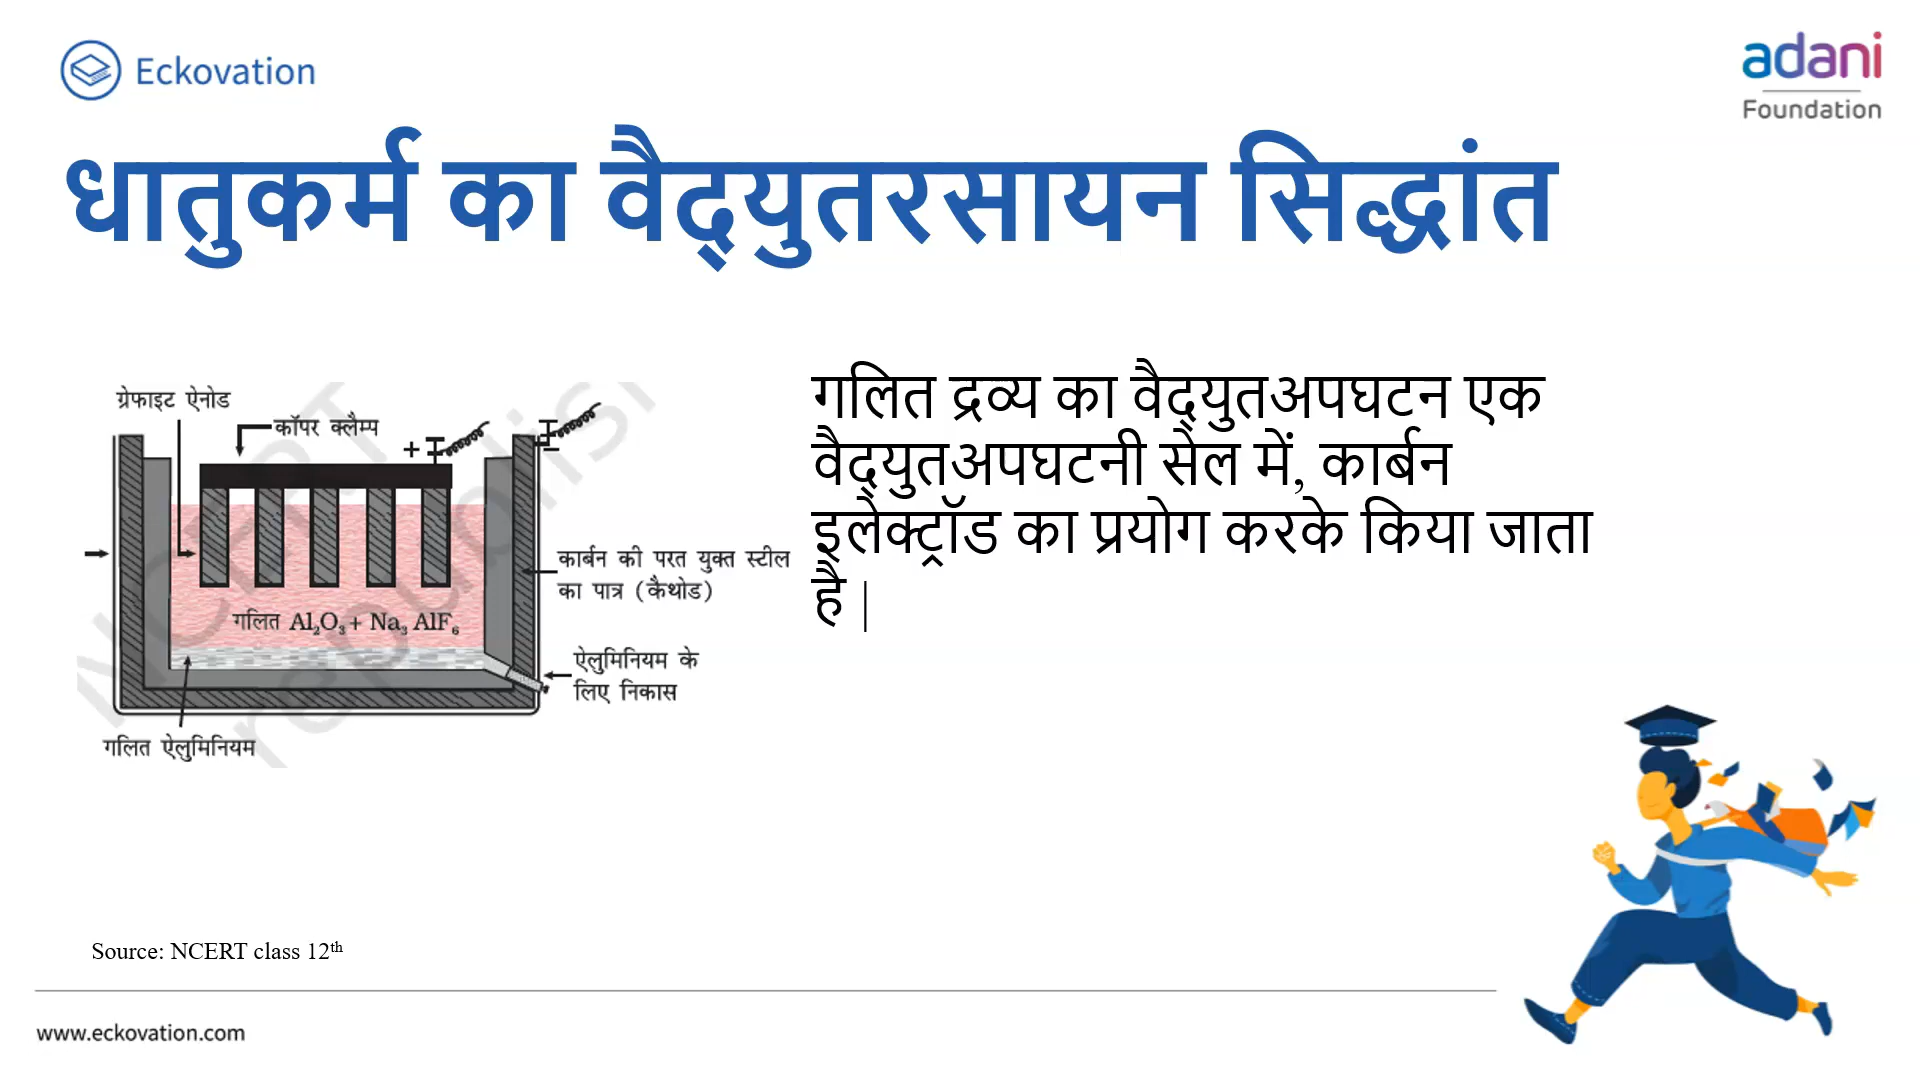 Eckovation
adani
Foundation
धातुकर्म का वैद्युतरसायन सिद्धांत
ग्रेफाइट ऐनोड
कॉपर क्लैम्प
+
कार्बन की परत युक्त स्टील
का पात्र (कैथोड)
गलित Al₂O₃ + Na₃ AlF₆
ऐलुमिनियम के
लिए निकास
गलित ऐलुमिनियम
NCERT
गलित द्रव्य का वैद्युतअपघटन एक
वैद्युतअपघटनी सेल में, कार्बन
इलेक्ट्रॉड का प्रयोग करके किया जाता
है |
Source: NCERT class 12th
www.eckovation.com